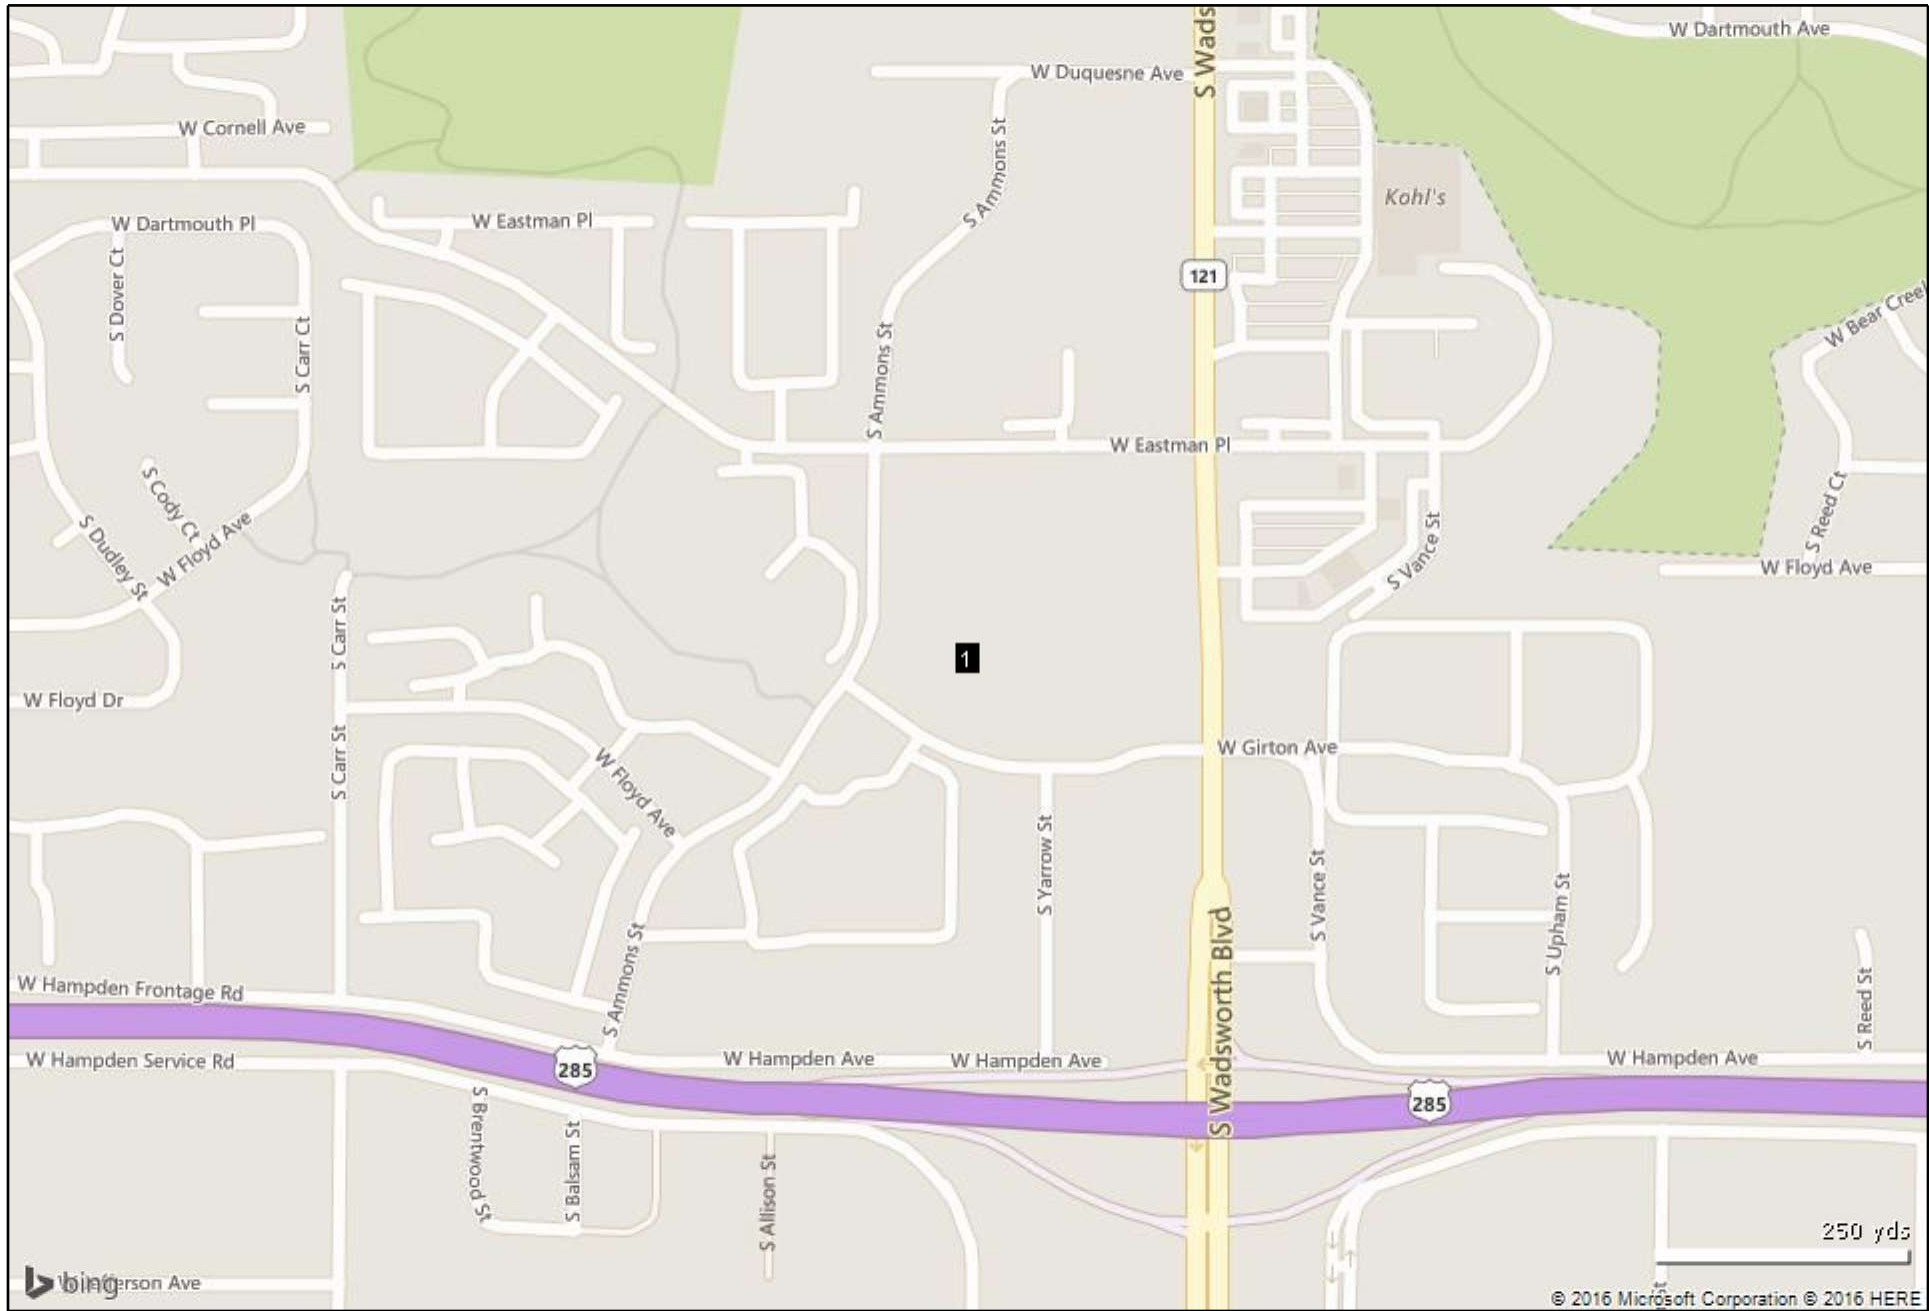 W Dartmouth Ave
S Wads
W Duquesne Ave
W Cornell Ave
S Ammons St
Kohl's
W Dartmouth Pl
W Eastman Pl
S Ammons St
S Dover Ct
121
W Bear Creek
S Carr Ct
S Ammons St
W Eastman Pl
S Cody Ct
S Reed Ct
S Dudley St
W Floyd Ave
S Vance St
W Floyd Ave
S Carr St
1
W Floyd Dr
S Carr St
W Girton Ave
W Floyd Ave
S Yarrow St
S Vance St
S Upham St
S Ammons St
S Wadsworth Blvd
S Reed St
W Hampden Frontage Rd
W Hampden Service Rd
W Hampden Ave
W Hampden Ave
W Hampden Ave
285
285
S Brentwood St
S Balsam St
S Allison St
250 yds
bing
erson Ave
© 2016 Microsoft Corporation © 2016 HERE